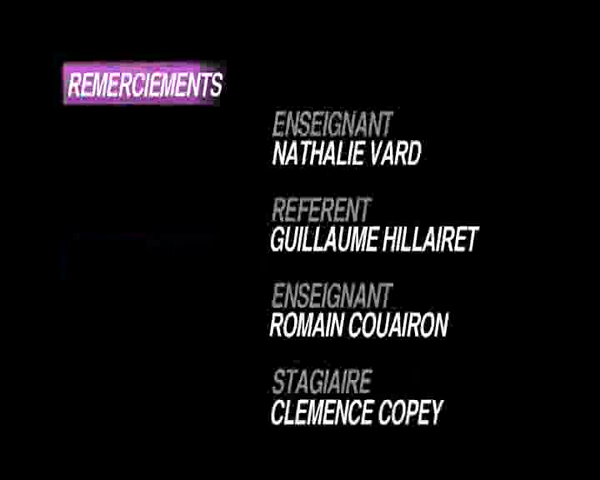 REMERCIEMENTS
ENSEIGNANT
NATHALIE VARD
REFERENT
GUILLAUME HILLAIRET
ENSEIGNANT
ROMAIN COUAIRON
STAGIAIRE
CLEMENCE COPEY